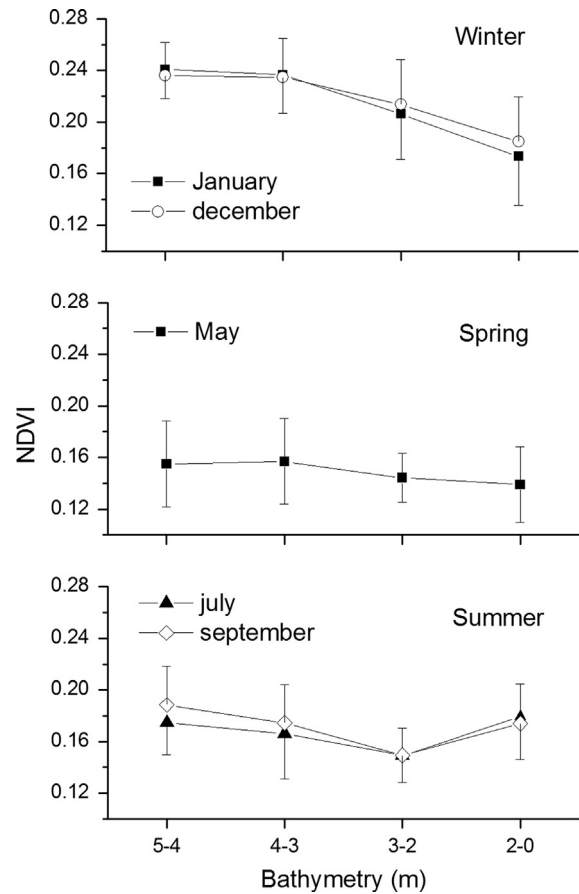 0.28
Winter
0.24
0.20
0.16
January
december
0.12
0.28
May
Spring
0.24
0.20
NDVI
0.16
0.12
0.28
july
Summer
september
0.24
0.20
0.16
0.12
5-4 4-3 3-2 2-0
Bathymetry (m)